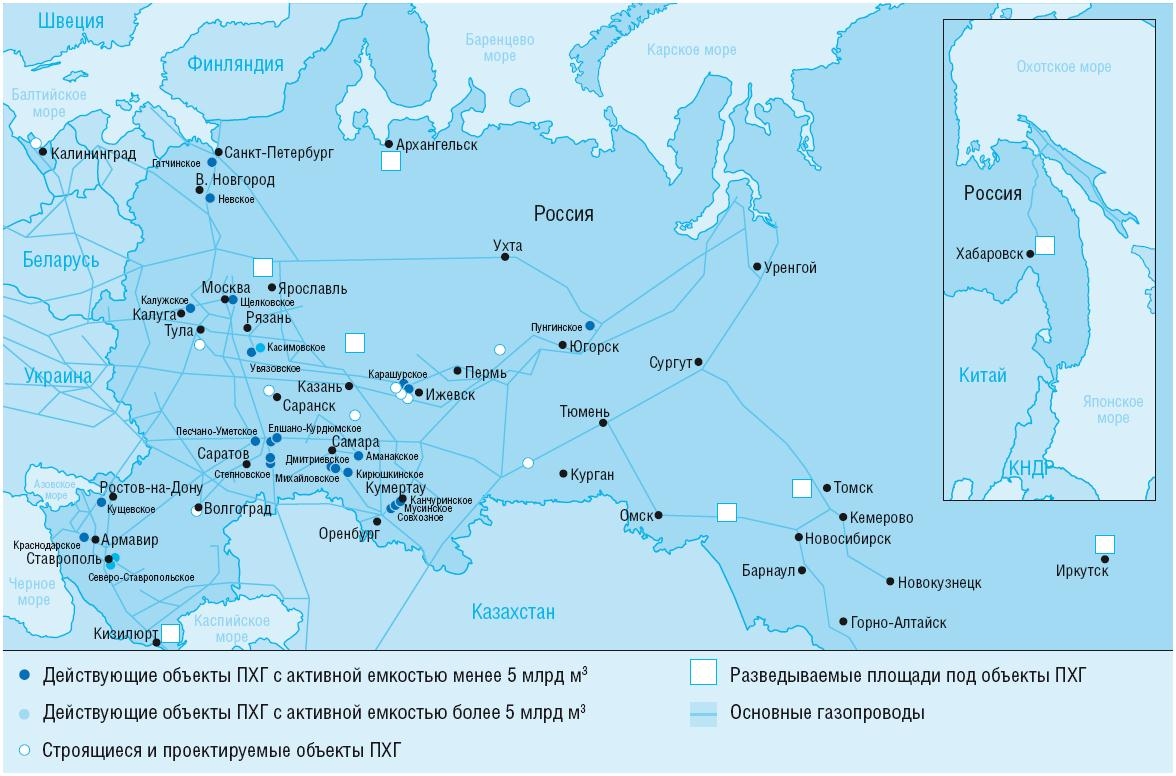 Швеция
Финляндия
Баренцево
море
Карское море
Охотское море
Балтийское
море
Калининград
Санкт-Петербург
Гатчинское
Архангельск
В. Новгород
Невское
Россия
Россия
Ухта
Хабаровск
Беларусь
Уренгой
Москва
Ярославль
Калужское
Щелковское
Калуга
Рязань
Тула
Пунгинское
Югорск
Касимовское
Увязовское
Сургут
Украина
Карашурское
Пермь
Китай
Казань
Ижевск
Саранск
Японское
море
Тюмень
Песчано-Уметское
Елшано-Курдюмское
Самара
Саратов
Дмитриевское
Аманакское
Степновское
Михайловское
Кирюшкинское
КНДР
Курган
Азовское
море
Ростов-на-Дону
Кумертау
Томск
Кущевское
Волгоград
Канчуринское
Мусинское
Совхозное
Омск
Кемерово
Оренбург
Новосибирск
Краснодарское
Армавир
Ставрополь
Северо-Ставропольское
Барнаул
Иркутск
Новокузнецк
Черное
море
Казахстан
Каспийское
море
Горно-Алтайск
Кизилюрт
Действующие объекты ПХГ с активной емкостью менее 5 млрд м³
Разведываемые площади под объекты ПХГ
Действующие объекты ПХГ с активной емкостью более 5 млрд м³
Основные газопроводы
Строящиеся и проектируемые объекты ПХГ